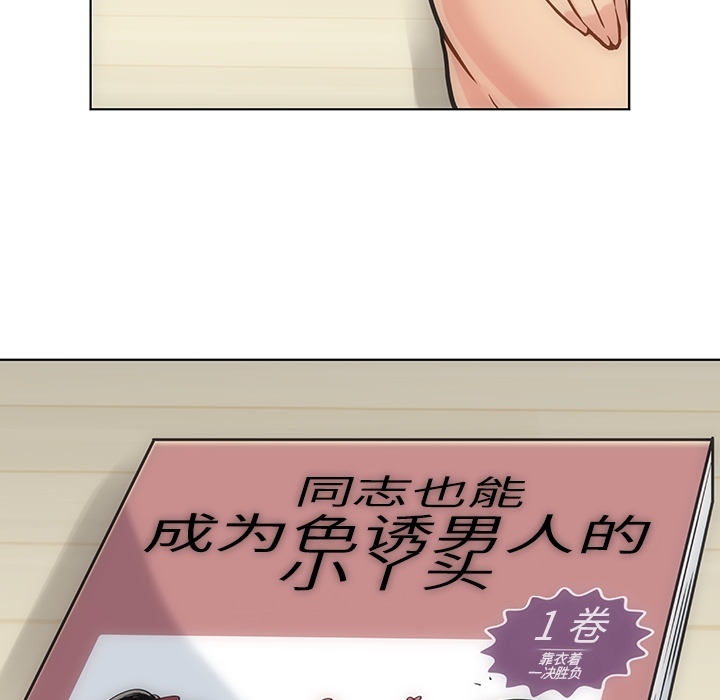 同志也能
成为色诱男人的
小丫头
1 卷
靠衣着
一决胜负